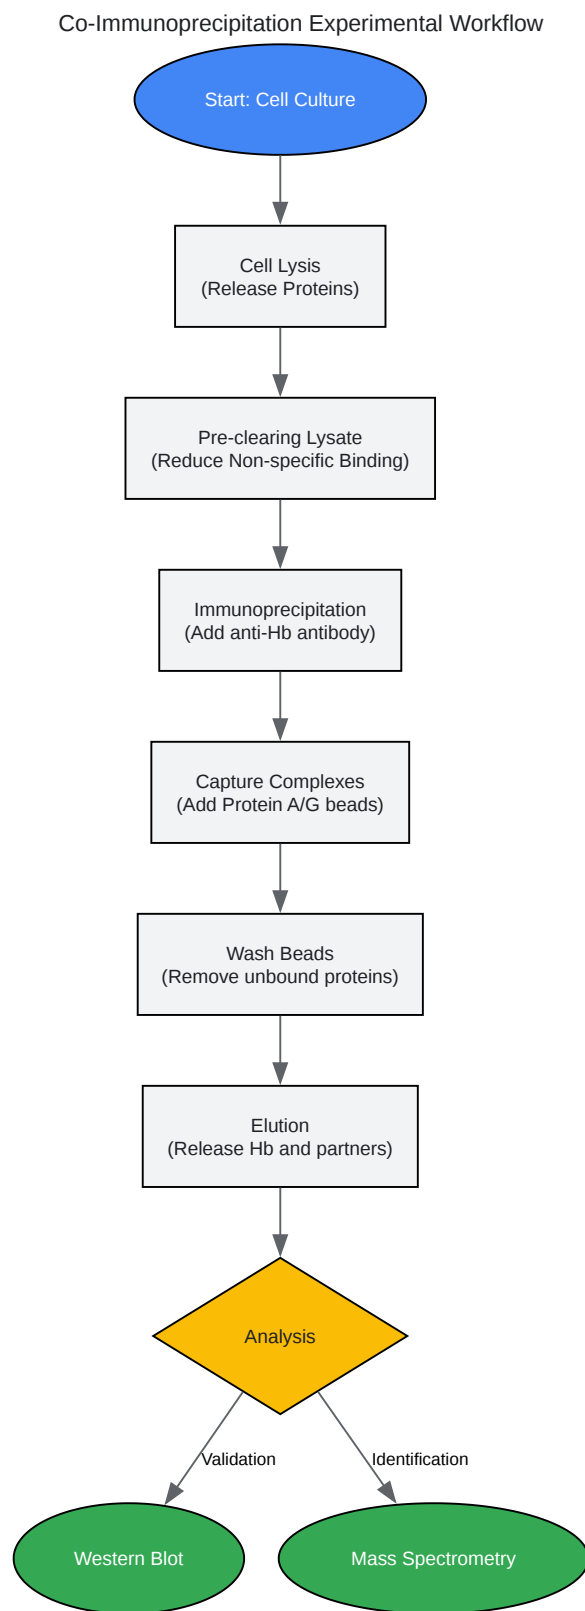 Co-Immunoprecipitation Experimental Workflow
Start: Cell Culture
Cell Lysis
(Release Proteins)
Pre-clearing Lysate
(Reduce Non-specific Binding)
Immunoprecipitation
(Add anti-Hb antibody)
Capture Complexes
(Add Protein A/G beads)
Wash Beads
(Remove unbound proteins)
Elution
(Release Hb and partners)
Analysis
Validation
Identification
Western Blot
Mass Spectrometry